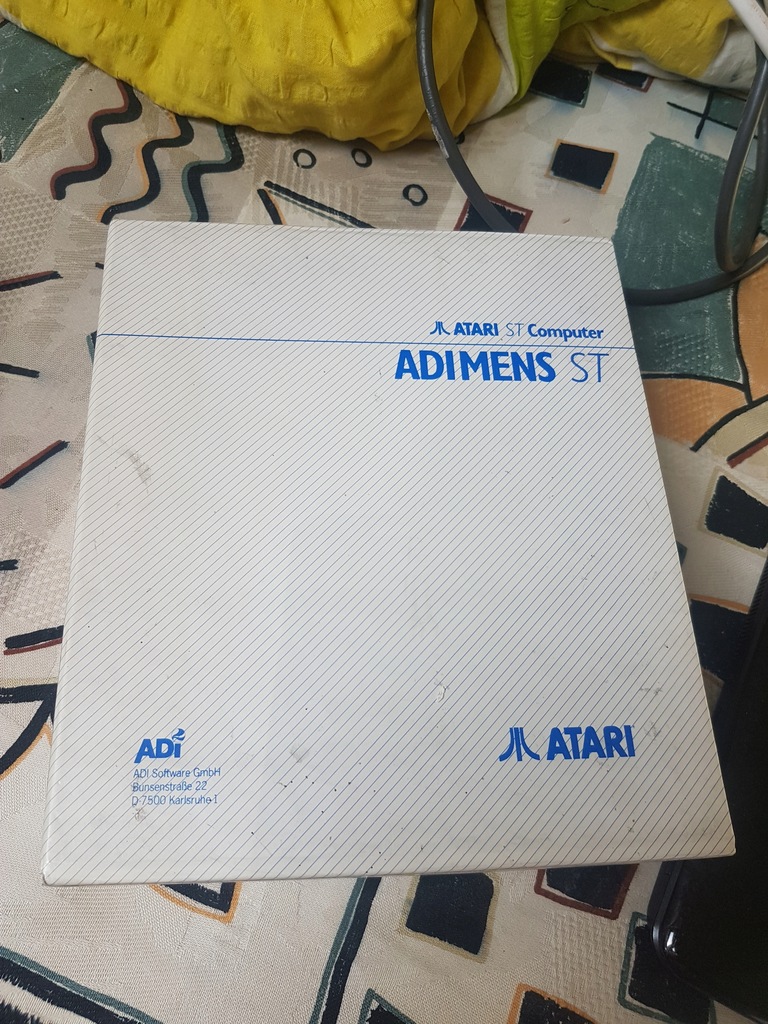 ATARI ST Computer
ADIMENS ST
ADI
ADI Software GmbH
Bunsenstraße 22
D-7500 Karlsruhe 1
ATARI